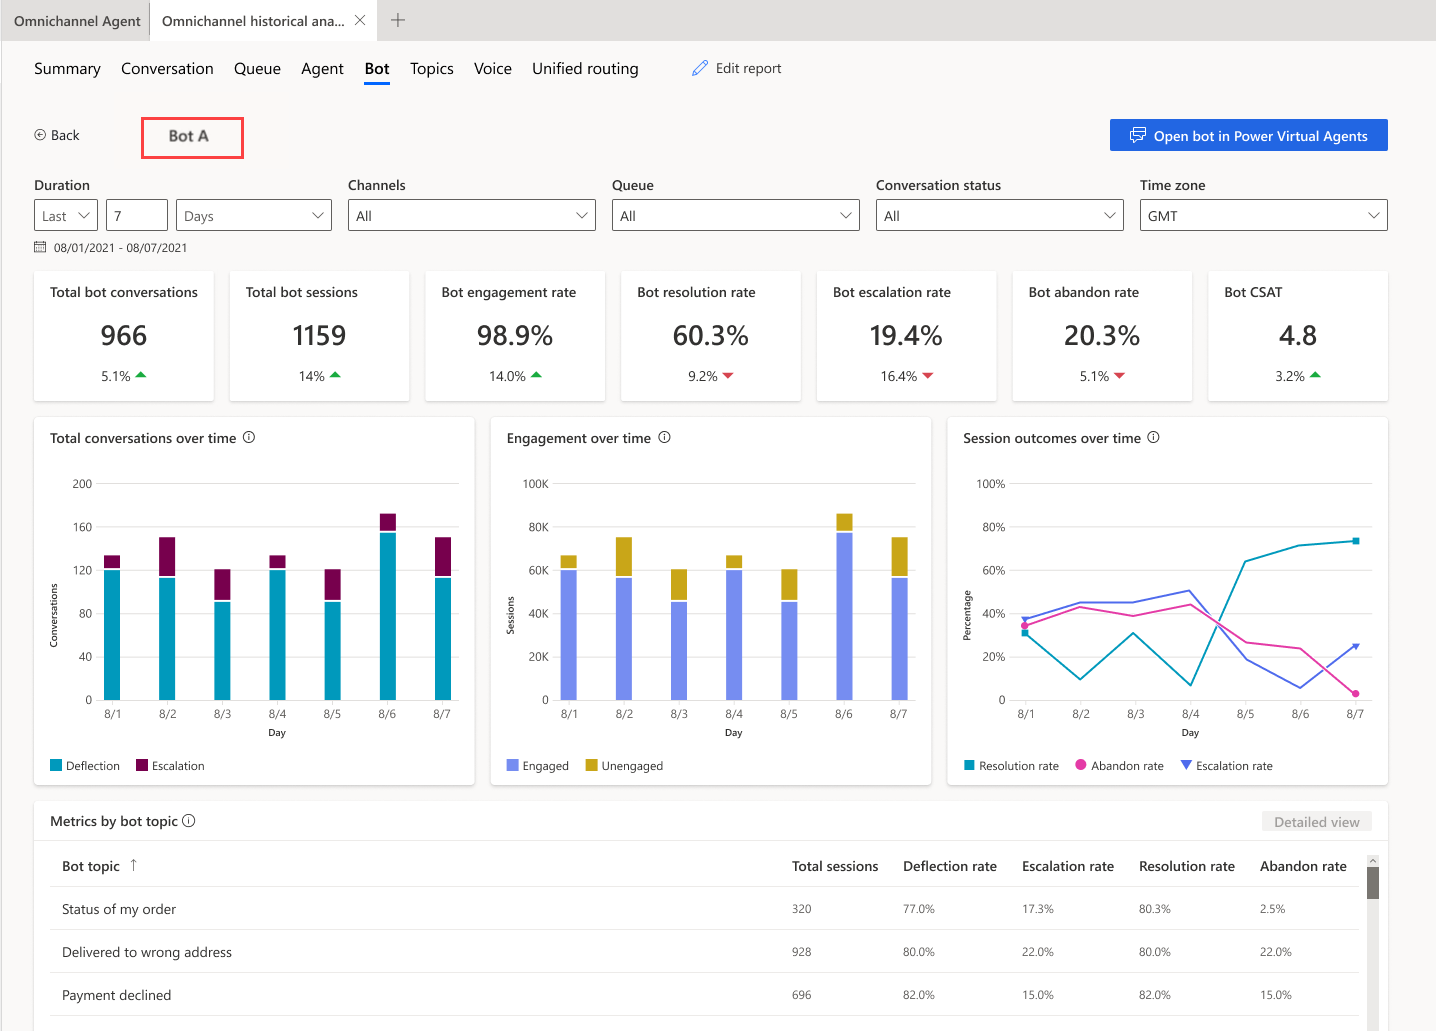 Omnichannel Agent
Omnichannel historical ana...
Summary Conversation Queue Agent Bot Topics Voice Unified routing Edit report
Back
Bot A
Open bot in Power Virtual Agents
Duration Channels Queue Conversation status Time zone
Last 7 Days All All All GMT
08/01/2021 - 08/07/2021
Total bot conversations Total bot sessions Bot engagement rate Bot resolution rate Bot escalation rate Bot abandon rate Bot CSAT
966 1159 98.9% 60.3% 19.4% 20.3% 4.8
5.1% 14% 14.0% 9.2% 16.4% 5.1% 3.2%
Total conversations over time
200
160
120
80
40
0
Conversations
8/1 8/2 8/3 8/4 8/5 8/6 8/7
Day
Deflection Escalation
Engagement over time
100K
80K
60K
40K
20K
0
Sessions
8/1 8/2 8/3 8/4 8/5 8/6 8/7
Day
Engaged Unengaged
Session outcomes over time
100%
80%
60%
40%
20%
0
Percentage
8/1 8/2 8/3 8/4 8/5 8/6 8/7
Day
Resolution rate Abandon rate Escalation rate
Metrics by bot topic
Detailed view
Bot topic Total sessions Deflection rate Escalation rate Resolution rate Abandon rate
Status of my order 320 77.0% 17.3% 80.3% 2.5%
Delivered to wrong address 928 80.0% 22.0% 80.0% 22.0%
Payment declined 696 82.0% 15.0% 82.0% 15.0%